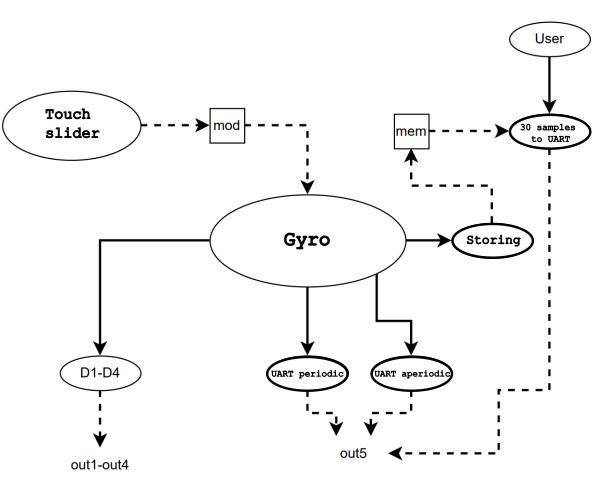 User
Touch
slider
mod
mem
30 samples
to UART
Gyro
Storing
D1-D4
UART periodic
UART aperiodic
out5
out1-out4